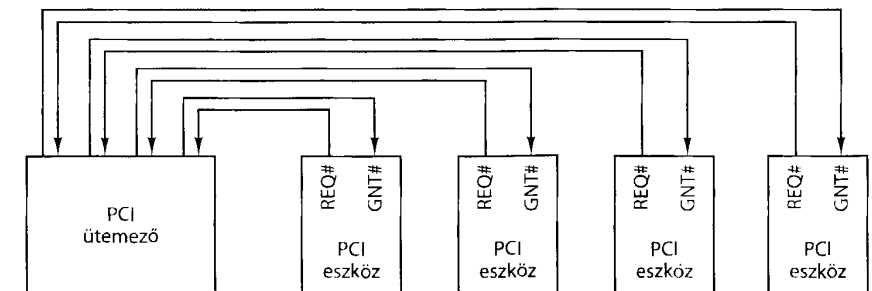 PCI
ütemező
REQ#
GNT#
PCI
eszköz
REQ#
GNT#
PCI
eszköz
REQ#
GNT#
PCI
eszköz
REQ#
GNT#
PCI
eszköz